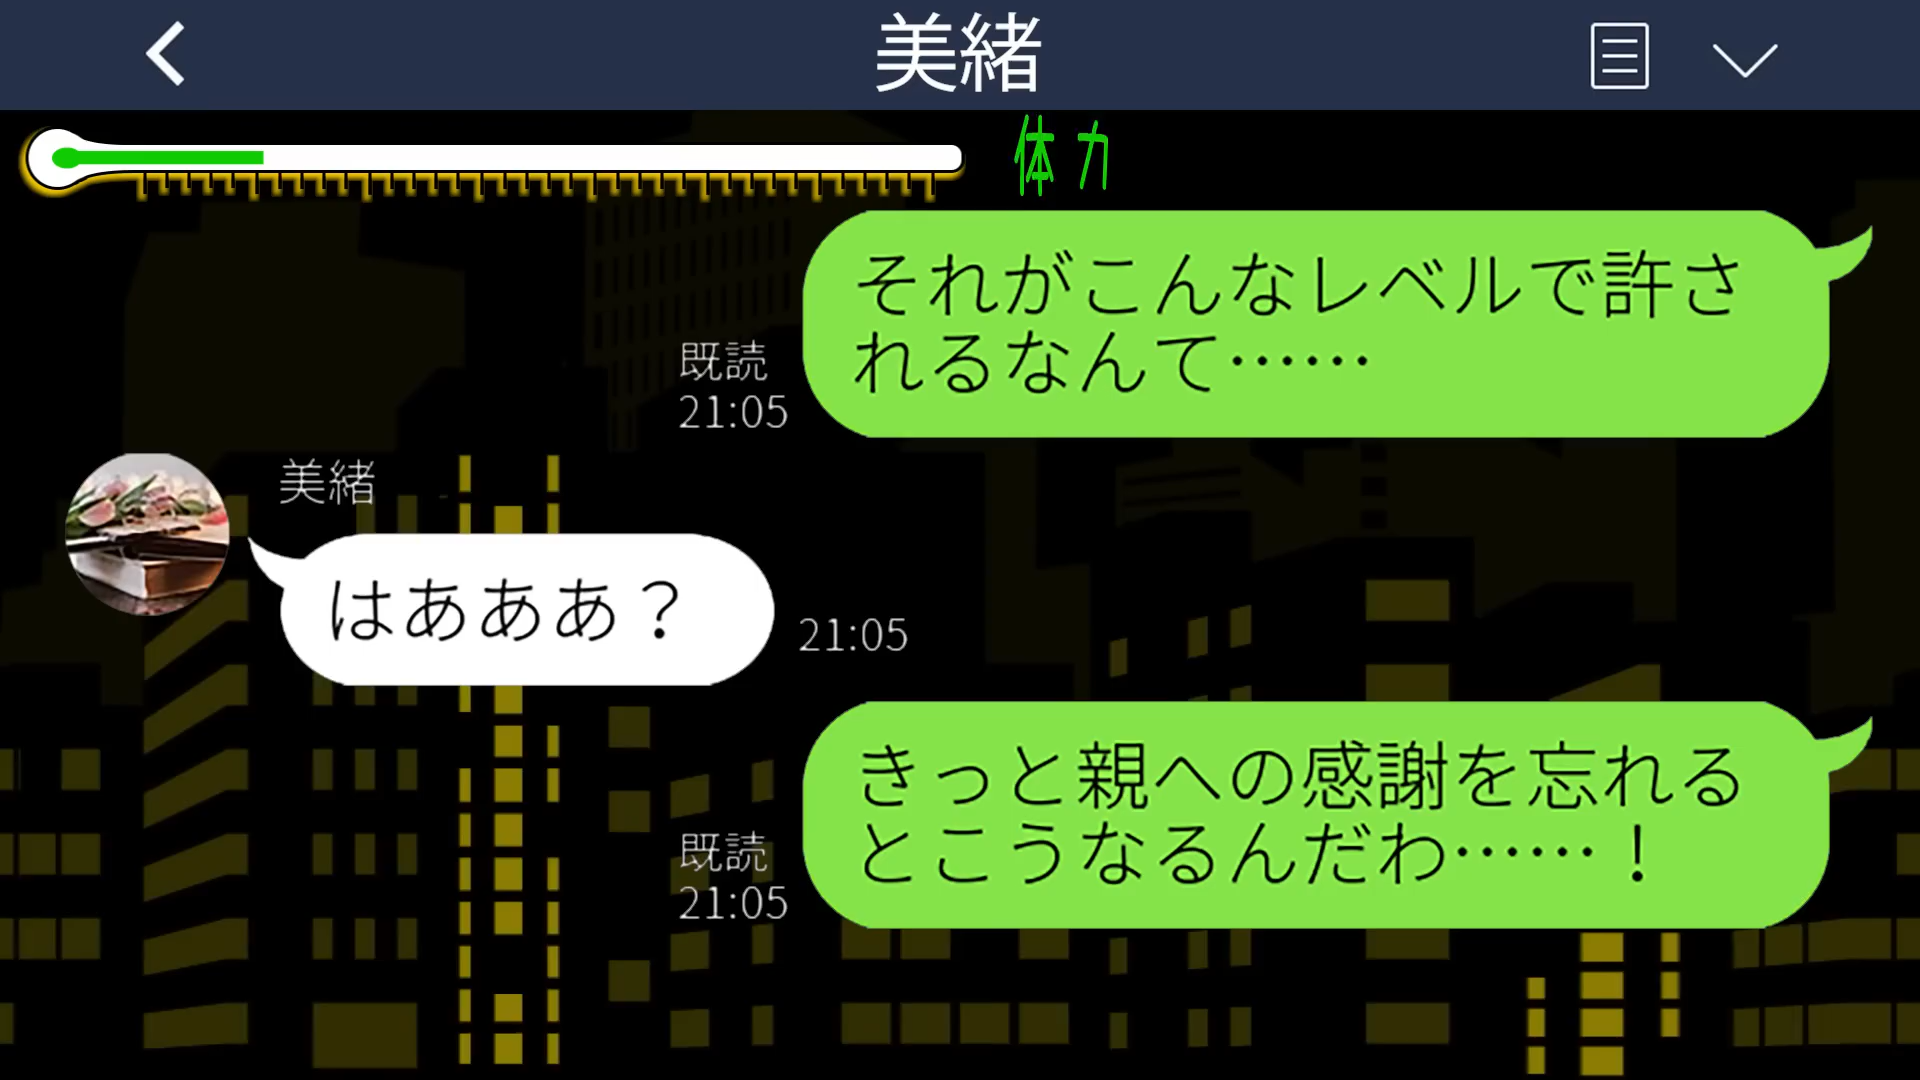 美緒
体力
それがこんなレベルで許さ
れるなんて……
既読
21:05
美緒
はあああ？
21:05
きっと親への感謝を忘れる
とこうなるんだわ……！
既読
21:05